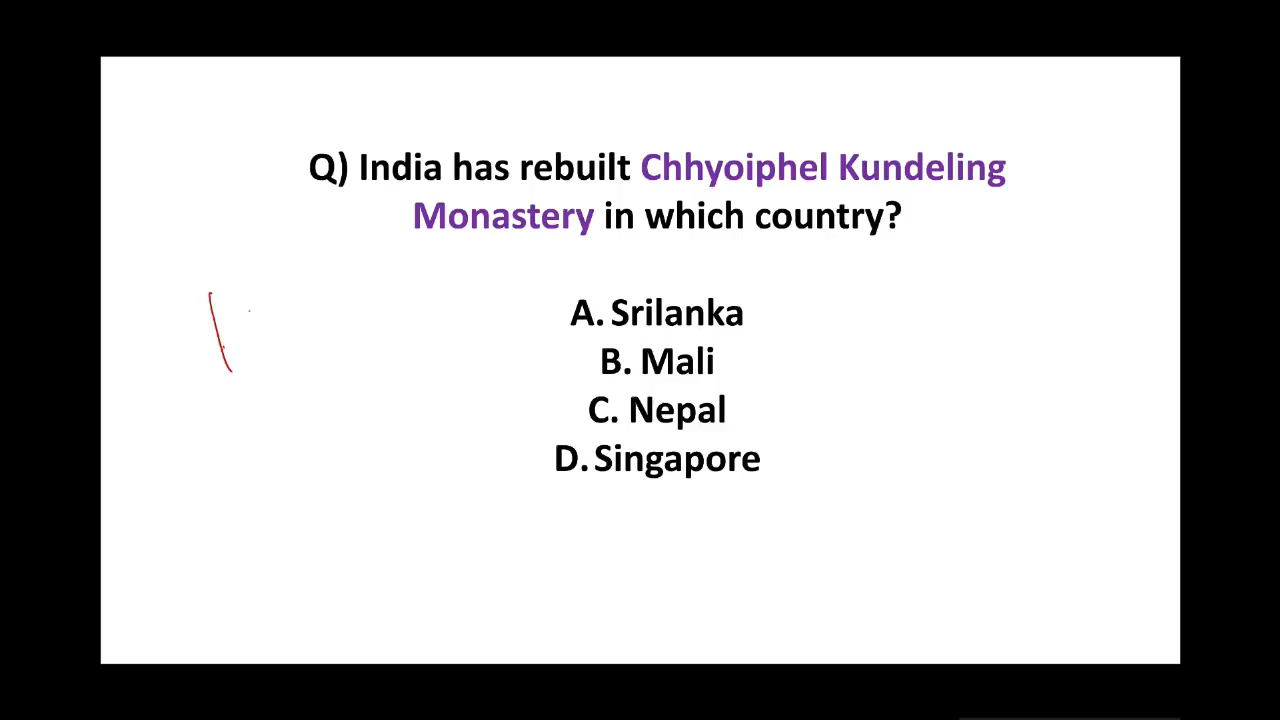 Q) India has rebuilt Chhyoiphel Kundeling
Monastery in which country?
A. Srilanka
B. Mali
C. Nepal
D. Singapore